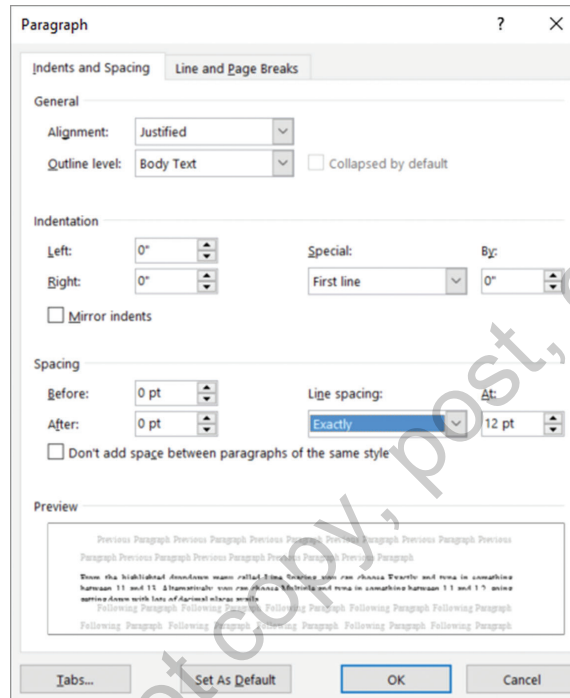 Paragraph ? ×
Indents and Spacing Line and Page Breaks
General
Alignment: Justified
Outline level: Body Text Collapsed by default
Indentation
Left: 0" Special: By:
Right: 0" First line 0"
Mirror indents
Spacing
Before: 0 pt Line spacing: At:
After: 0 pt Exactly 12 pt
Don't add space between paragraphs of the same style
Preview
Previous Paragraph Previous Paragraph Previous Paragraph Previous Paragraph Previous Paragraph Previous
Paragraph Previous Paragraph Previous Paragraph Previous Paragraph Previous Paragraph
From the highlighted dropdown menu called Line Spacing you can choose Exactly and type in something
between 11 and 13. Alternatively, you can choose Multiple and type in something between 1.1 and 1.2, going
Following Paragraph Following Paragraph Following Paragraph Following Paragraph Following Paragraph
Following Paragraph Following Paragraph Following Paragraph Following Paragraph Following Paragraph
Tabs... Set As Default OK Cancel
not copy, post,